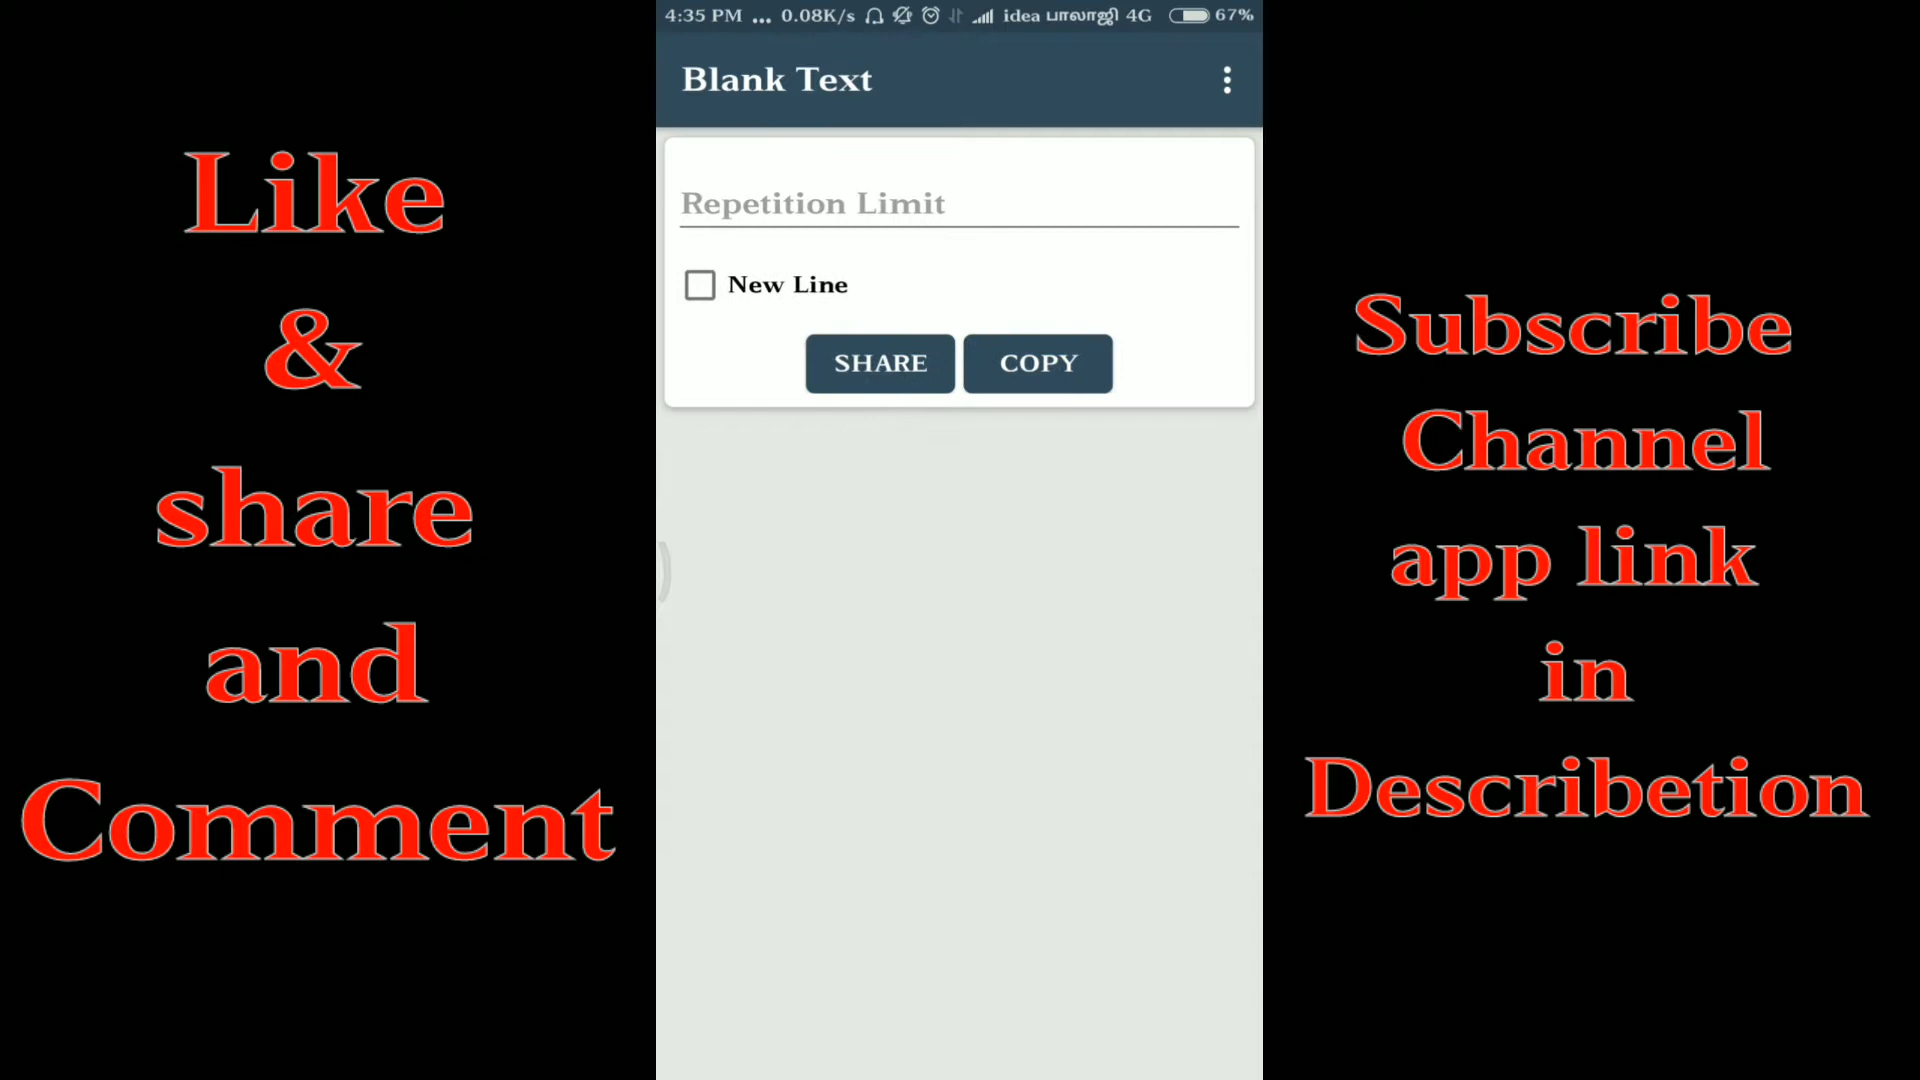 Like
&
share
and
Comment
4:35 PM ... 0.08K/s idea பாலாஜி 4G 67%
Blank Text
Repetition Limit
New Line
SHARE COPY
Subscribe
Channel
app link
in
Describetion